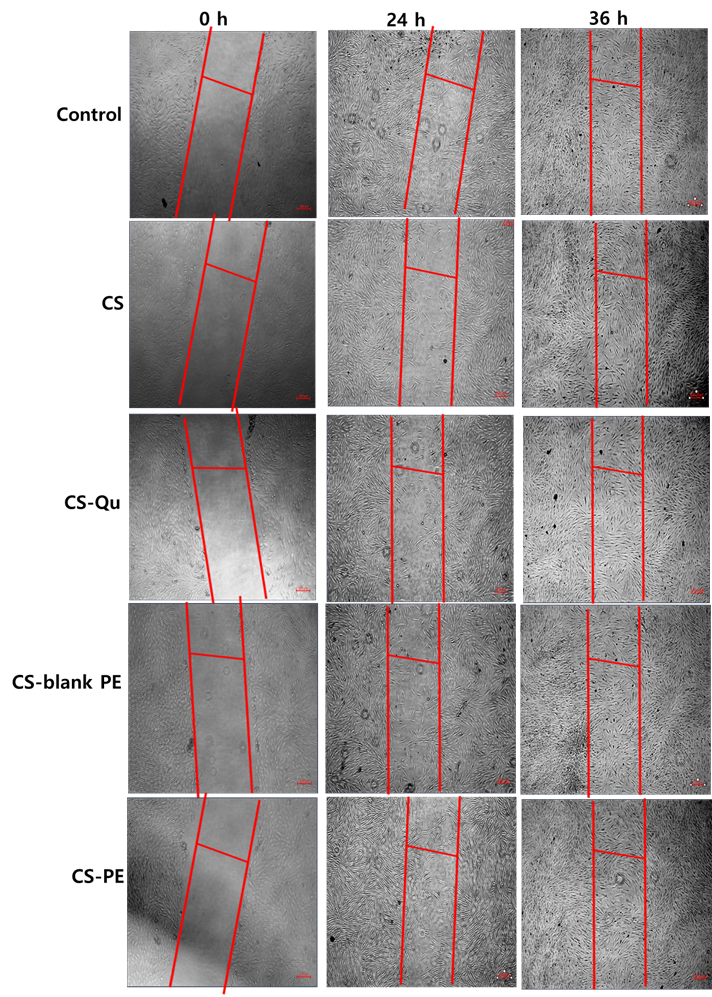 0 h 24 h 36 h
Control
CS
CS-Qu
CS-blank PE
CS-PE